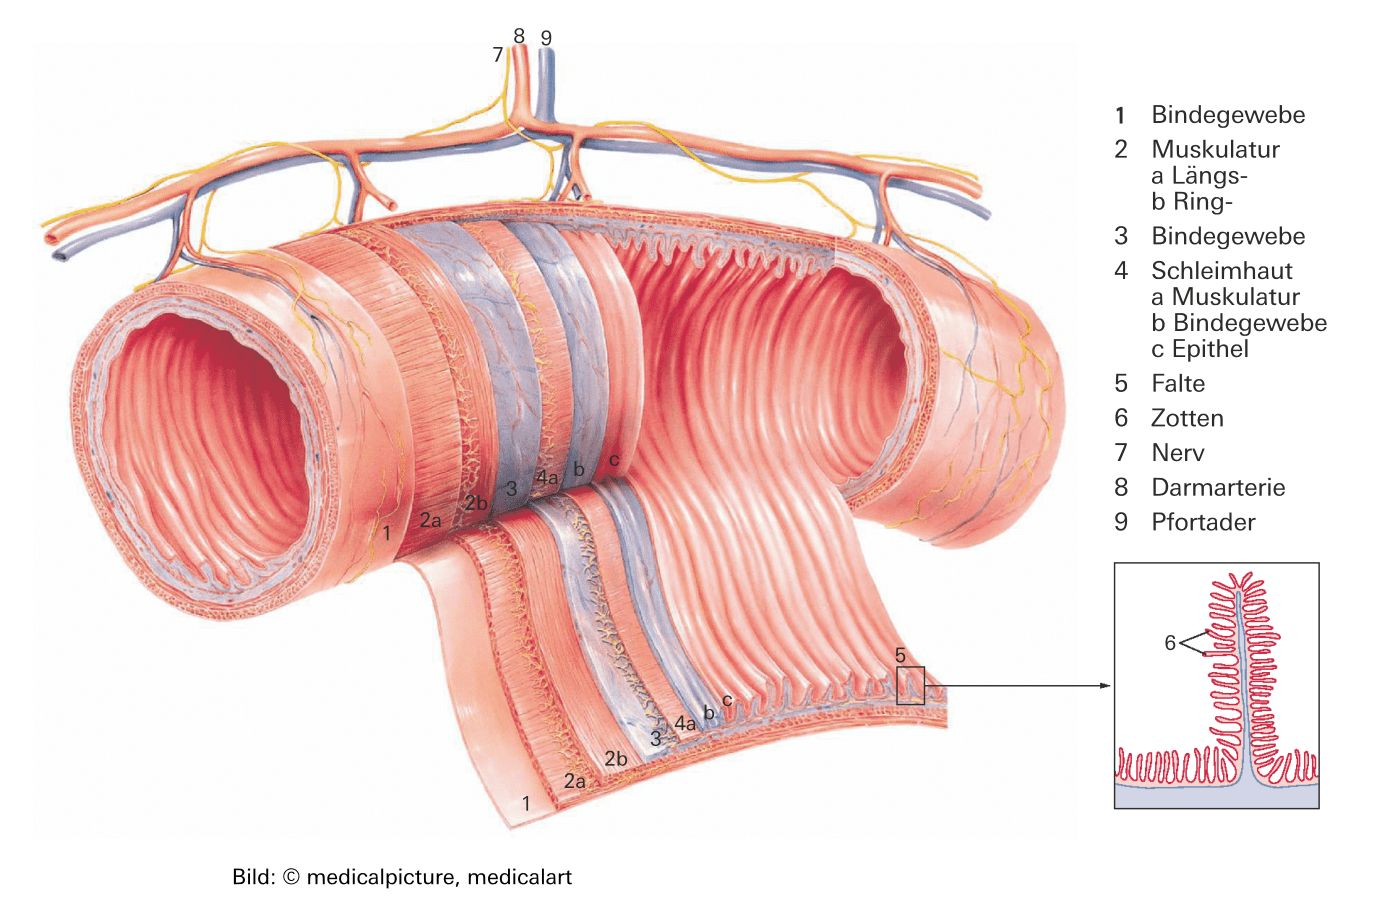 7 8 9
1 Bindegewebe
2 Muskulatur
a Längs-
b Ring-
3 Bindegewebe
4 Schleimhaut
a Muskulatur
b Bindegewebe
c Epithel
5 Falte
6 Zotten
7 Nerv
8 Darmarterie
9 Pfortader
1 2a 2b 3 4a b c
1 2a 2b 3 4a b c
5
6
Bild: © medicalpicture, medicalart